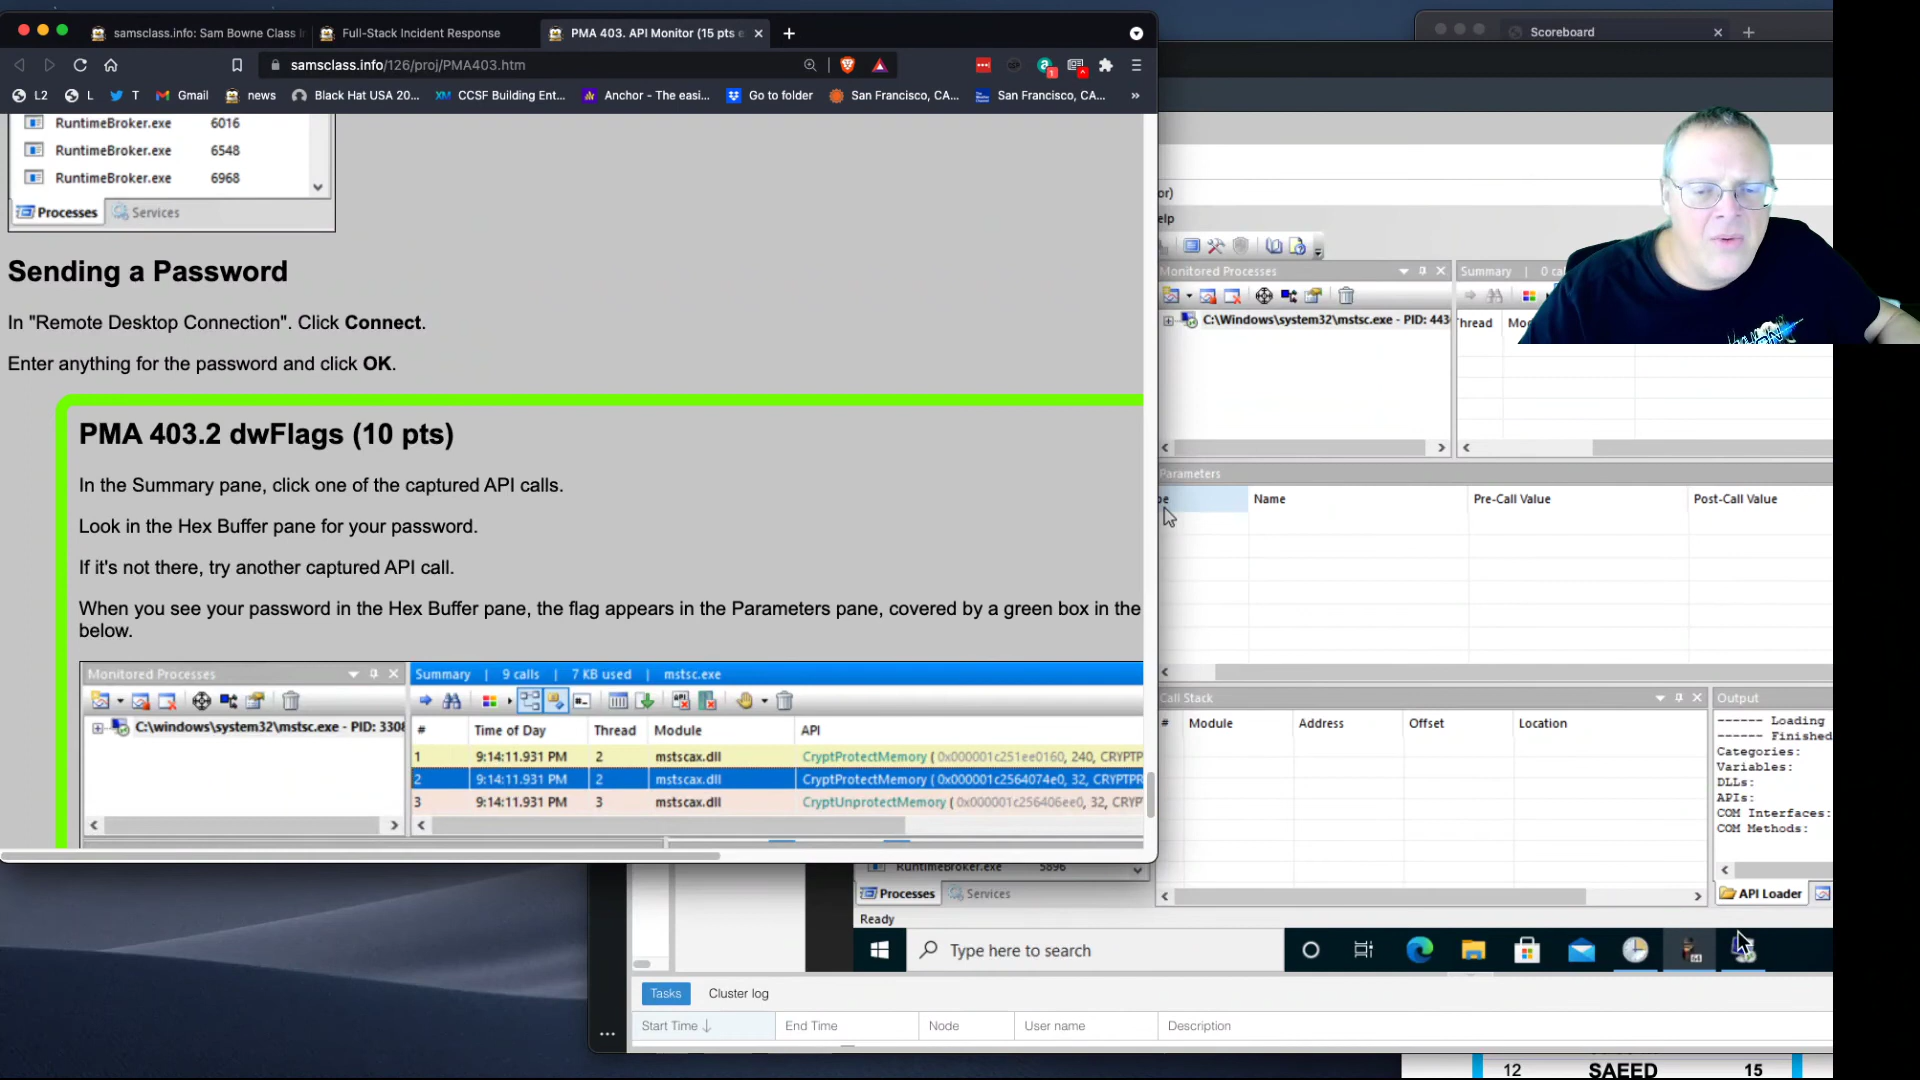 samsclass.info: Sam Bowne Class I
Full-Stack Incident Response
PMA 403. API Monitor (15 pts e
Scoreboard
samsclass.info/126/proj/PMA403.htm
L2
L
T
Gmail
news
Black Hat USA 20...
CCSF Building Ent...
Anchor - The easi...
Go to folder
San Francisco, CA...
San Francisco, CA...
»
RuntimeBroker.exe 6016
RuntimeBroker.exe 6548
RuntimeBroker.exe 6968
Processes Services
Sending a Password
In "Remote Desktop Connection". Click Connect.
Enter anything for the password and click OK.
PMA 403.2 dwFlags (10 pts)
In the Summary pane, click one of the captured API calls.
Look in the Hex Buffer pane for your password.
If it's not there, try another captured API call.
When you see your password in the Hex Buffer pane, the flag appears in the Parameters pane, covered by a green box in the
below.
Monitored Processes
Summary | 9 calls | 7 KB used | mstsc.exe
C:\windows\system32\mstsc.exe - PID: 3308
# Time of Day Thread Module API
1 9:14:11.931 PM 2 mstscax.dll CryptProtectMemory ( 0x000001c251ee0160, 240, CRYPTP
2 9:14:11.931 PM 2 mstscax.dll CryptProtectMemory ( 0x000001c2564074e0, 32, CRYPTPR
3 9:14:11.931 PM 3 mstscax.dll CryptUnprotectMemory ( 0x000001c256406ee0, 32, CRYP
or)
elp
Monitored Processes
Summary | 0 cal
C:\Windows\system32\mstsc.exe - PID: 443
Thread Mo
Parameters
pe Name Pre-Call Value Post-Call Value
Call Stack
Output
# Module Address Offset Location
------ Loading
------ Finished
Categories:
Variables:
DLLs:
APIs:
COM Interfaces:
COM Methods:
RuntimeBroker.exe 5896
Processes Services
API Loader
Ready
Type here to search
Tasks Cluster log
Start Time End Time Node User name Description
12 SAEED 15